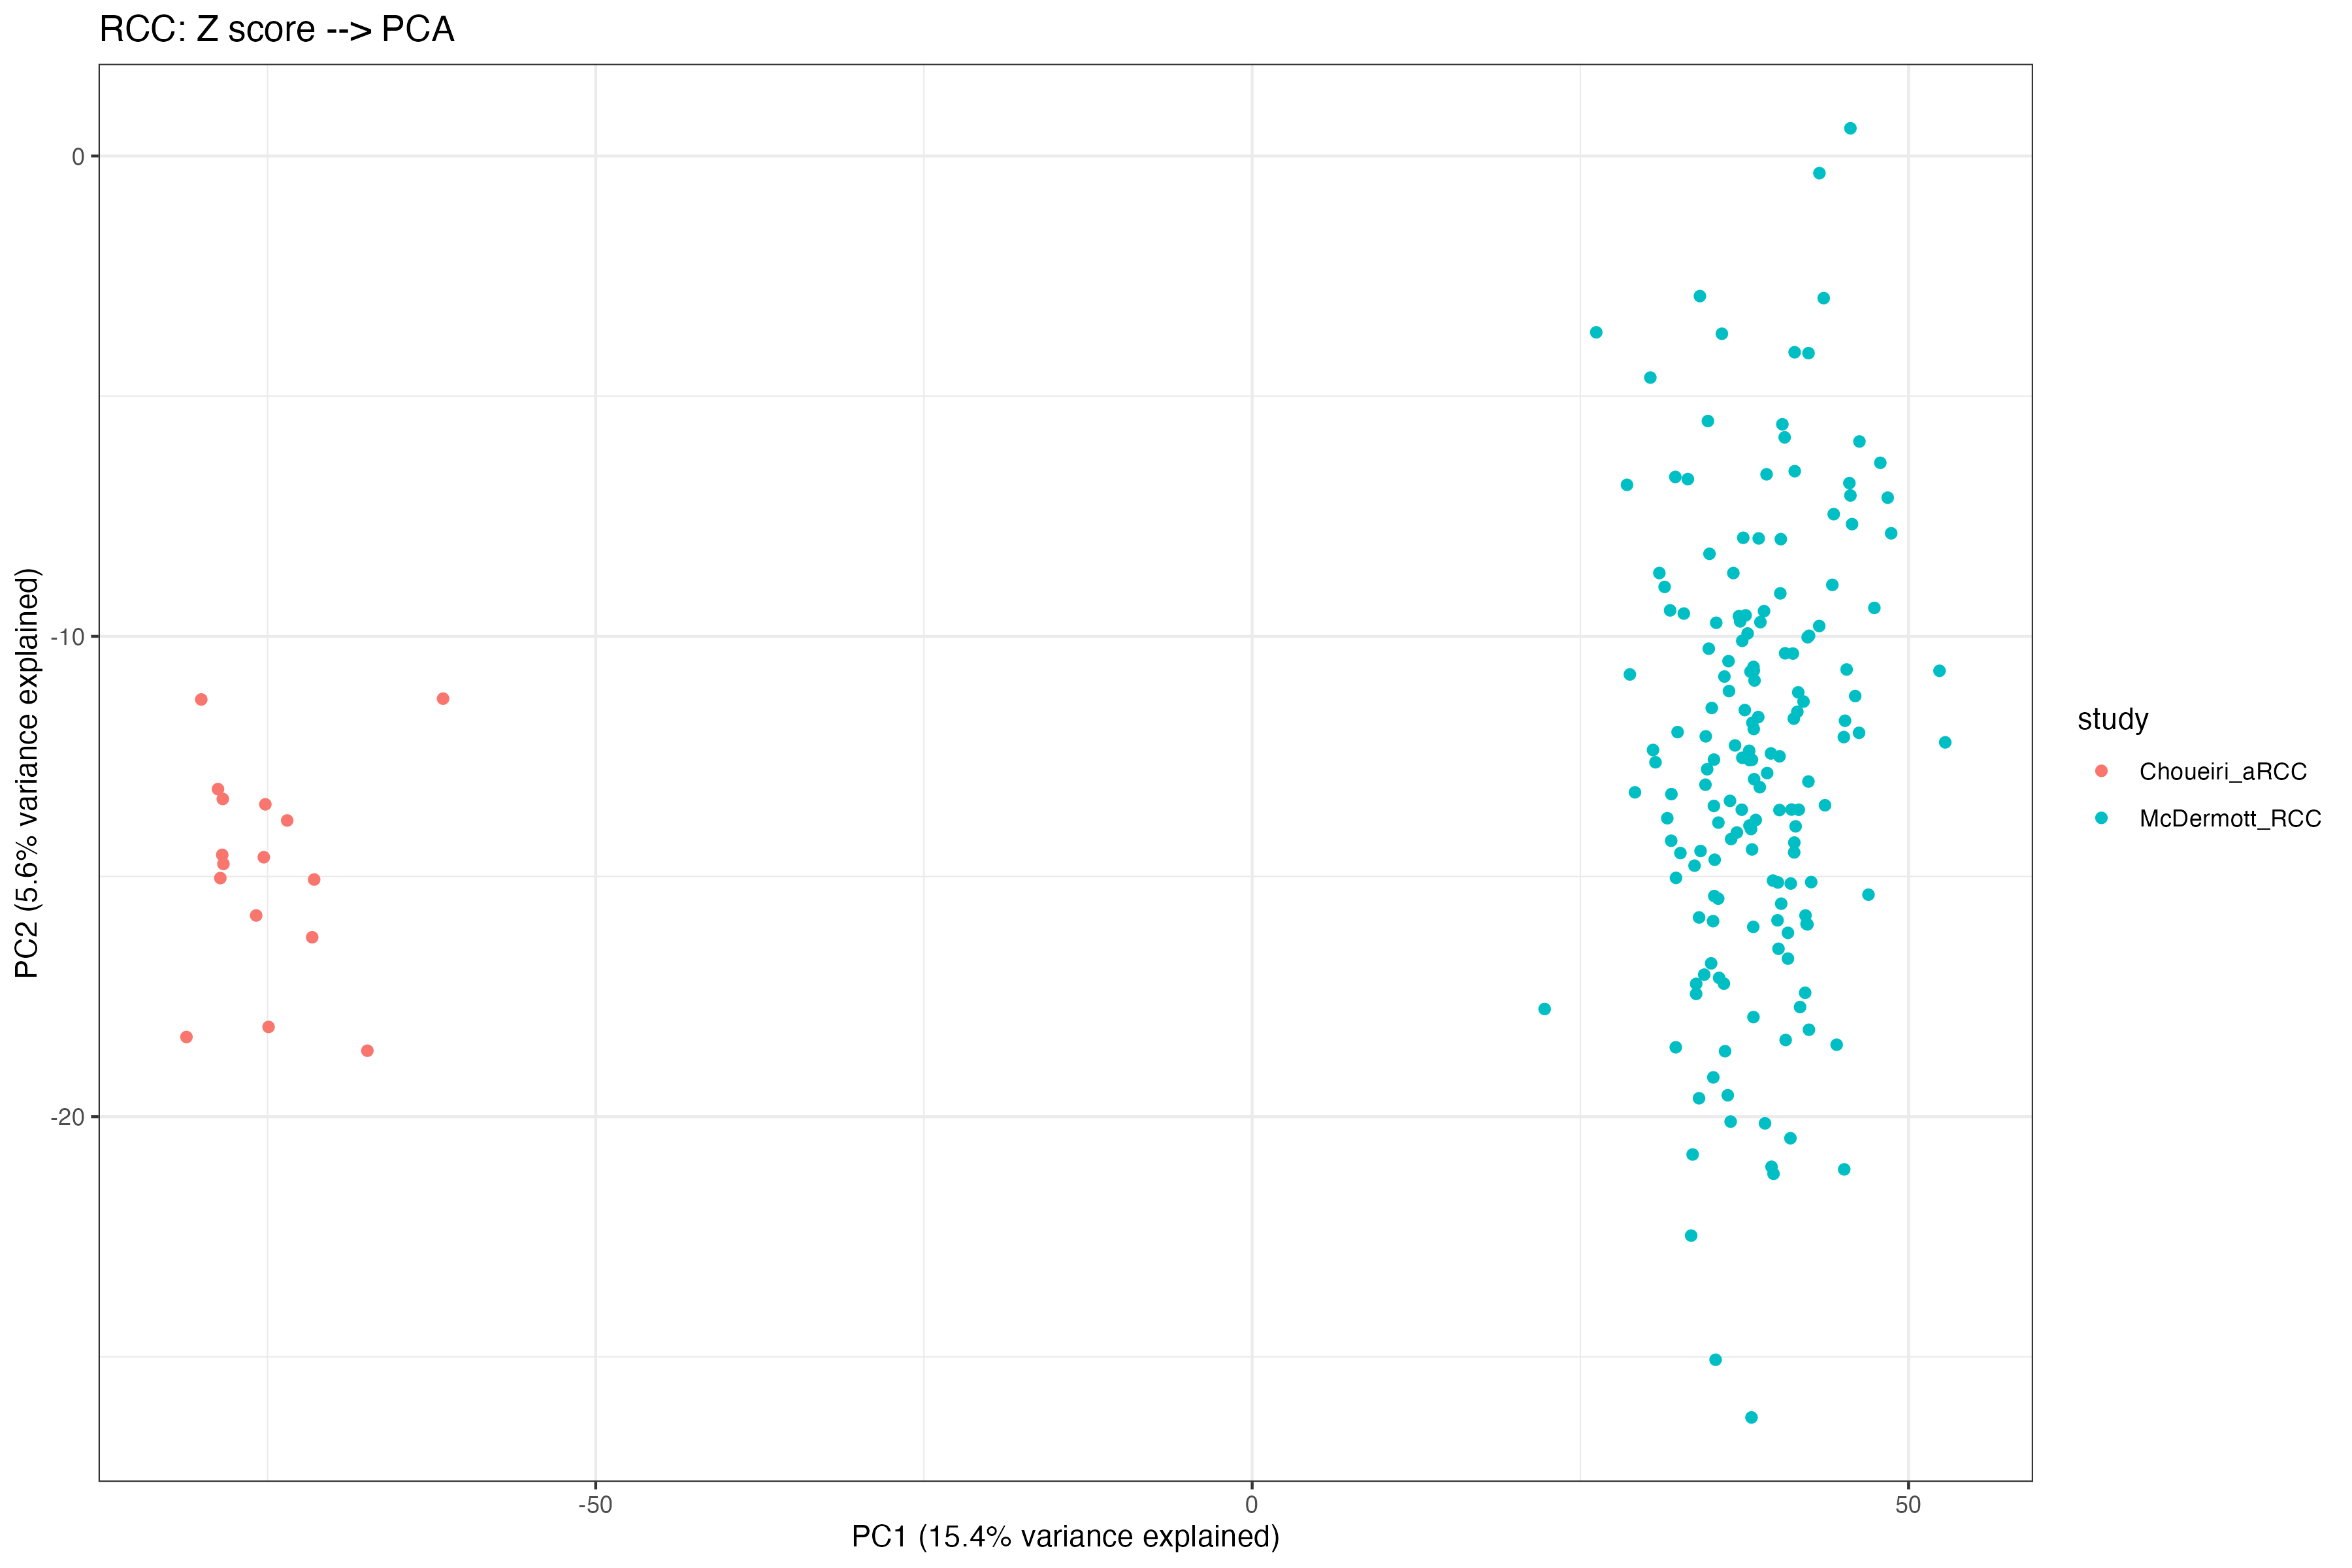 RCC: Z score --> PCA
0
-10
-20
PC2 (5.6% variance explained)
-50
0
50
PC1 (15.4% variance explained)
study
Choueiri_aRCC
McDermott_RCC